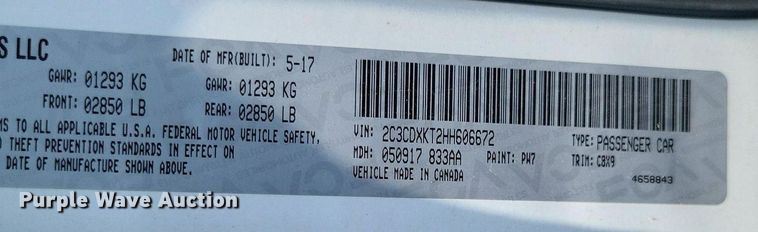 S LLC
DATE OF MFR(BUILT): 5-17
GAWR: 01293 KG
GAWR: 01293 KG
FRONT: 02850 LB
REAR: 02850 LB
MS TO ALL APPLICABLE U.S.A. FEDERAL MOTOR VEHICLE SAFETY,
D THEFT PREVENTION STANDARDS IN EFFECT ON
DATE OF MANUFACTURE SHOWN ABOVE.
VIN: 2C3CDXKT2HH606672
TYPE: PASSENGER CAR
MDH: 050917 833AA
PAINT: PW7
TRIM: C8X9
VEHICLE MADE IN CANADA
4658843
Purple Wave Auction